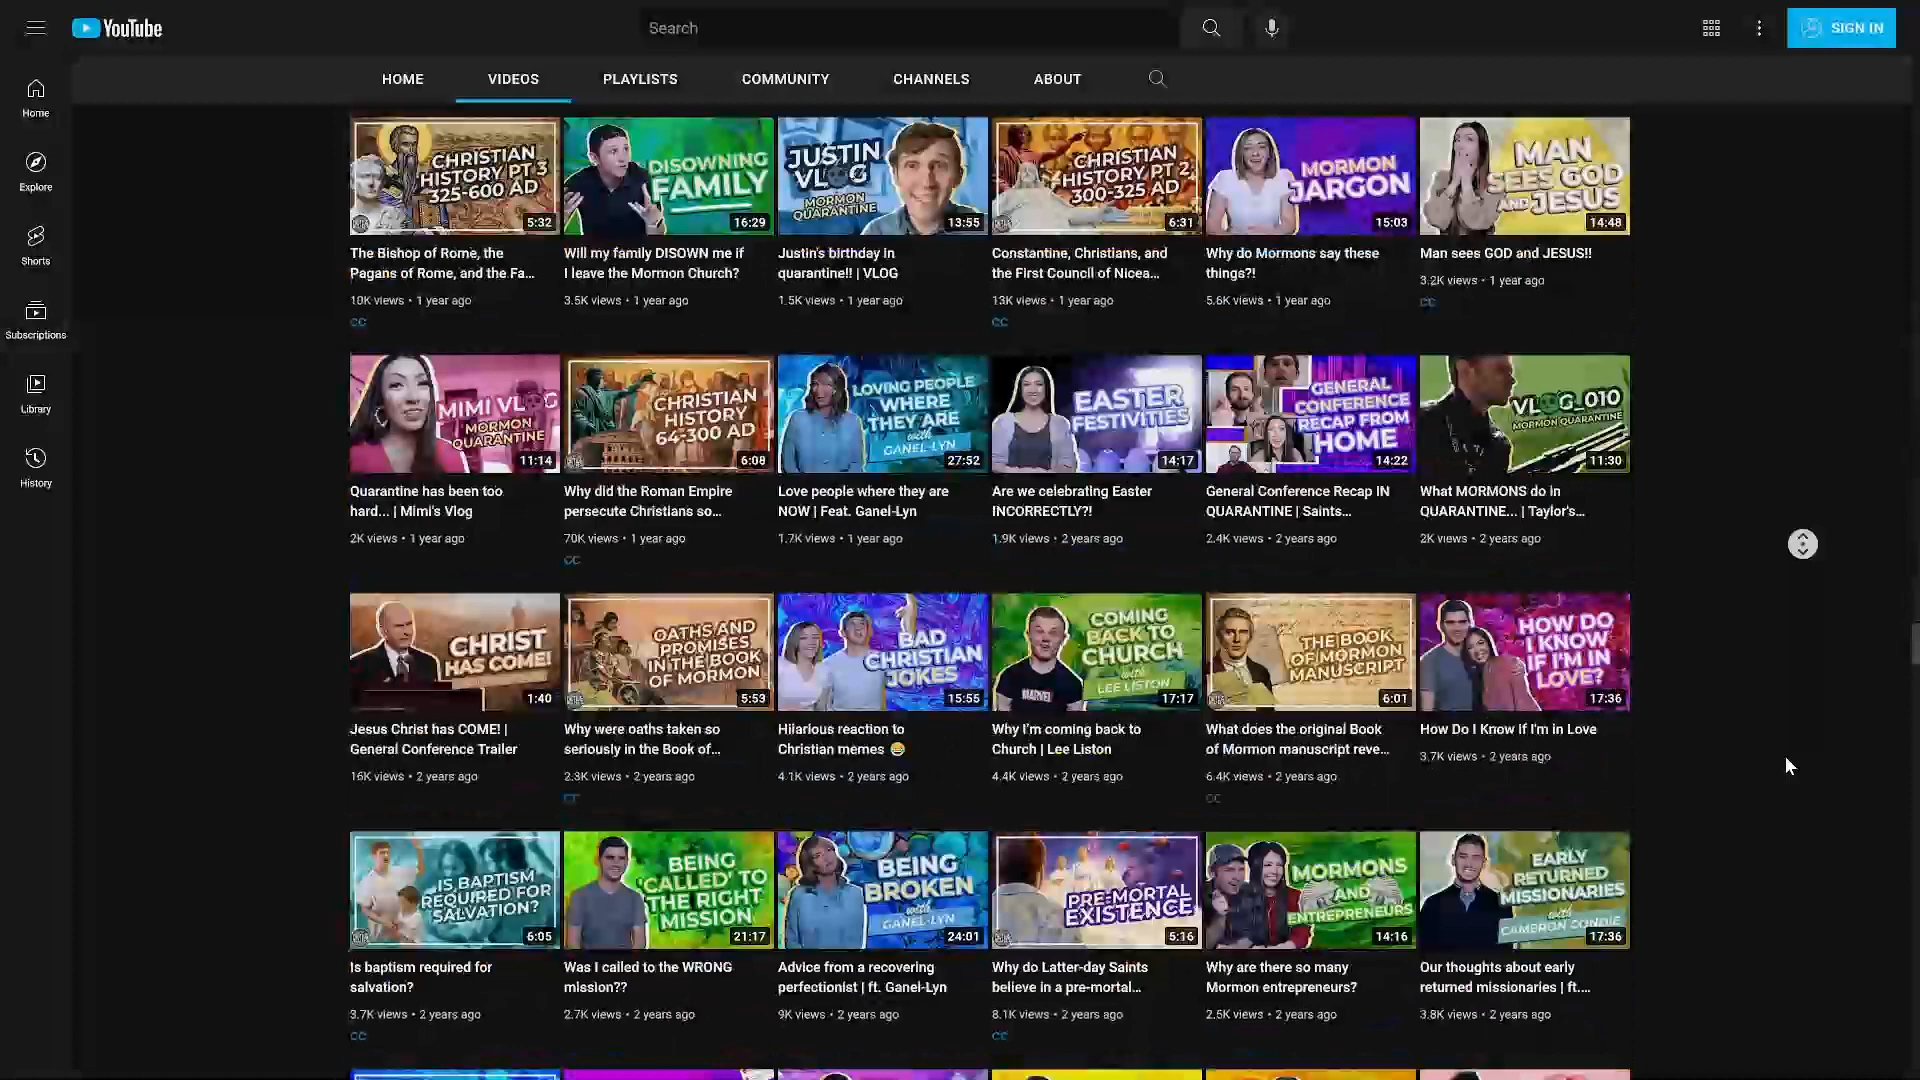 YouTube
Search
SIGN IN
HOME
VIDEOS
PLAYLISTS
COMMUNITY
CHANNELS
ABOUT
Home
Explore
Shorts
Subscriptions
Library
History
CHRISTIAN
HISTORY PT 3
325-600 AD
5:32
DISOWNING
FAMILY
16:29
JUSTIN
VLOG
MORMON
QUARANTINE
13:55
CHRISTIAN
HISTORY PT 2
300-325 AD
6:31
MORMON
JARGON
15:03
MAN
SEES GOD
AND JESUS
14:48
The Bishop of Rome, the
Pagans of Rome, and the Fa...
10K views • 1 year ago
CC
Will my family DISOWN me if
I leave the Mormon Church?
3.5K views • 1 year ago
Justin's birthday in
quarantine!! | VLOG
1.5K views • 1 year ago
Constantine, Christians, and
the First Council of Nicea...
13K views • 1 year ago
CC
Why do Mormons say these
things?!
5.6K views • 1 year ago
Man sees GOD and JESUS!!
3.2K views • 1 year ago
CC
MIMI VLOG
MORMON
QUARANTINE
11:14
CHRISTIAN
HISTORY
64-300 AD
6:08
LOVING PEOPLE
WHERE
THEY ARE
with
GANEL-LYN
27:52
EASTER
FESTIVITIES
14:17
GENERAL
CONFERENCE
RECAP FROM
HOME
14:22
VLOG_010
MORMON QUARANTINE
11:30
Quarantine has been too
hard... | Mimi's Vlog
2K views • 1 year ago
Why did the Roman Empire
persecute Christians so...
70K views • 1 year ago
CC
Love people where they are
NOW | Feat. Ganel-Lyn
1.7K views • 1 year ago
Are we celebrating Easter
INCORRECTLY?!
1.9K views • 2 years ago
General Conference Recap IN
QUARANTINE | Saints...
2.4K views • 2 years ago
What MORMONS do in
QUARANTINE... | Taylor's...
2K views • 2 years ago
CHRIST
HAS COME!
1:40
OATHS AND
PROMISES
IN THE BOOK
OF MORMON
5:53
BAD
CHRISTIAN
JOKES
15:55
MARVEL
COMING
BACK TO
CHURCH
with
LEE LISTON
17:17
THE BOOK
OF MORMON
MANUSCRIPT
6:01
HOW DO
I KNOW
IF I'M IN
LOVE?
17:36
Jesus Christ has COME! |
General Conference Trailer
16K views • 2 years ago
Why were oaths taken so
seriously in the Book of...
2.3K views • 2 years ago
CC
Hilarious reaction to
Christian memes 😂
4.1K views • 2 years ago
Why I'm coming back to
Church | Lee Liston
4.4K views • 2 years ago
What does the original Book
of Mormon manuscript reve...
6.4K views • 2 years ago
CC
How Do I Know if I'm in Love
3.7K views • 2 years ago
IS BAPTISM
REQUIRED FOR
SALVATION?
6:05
BEING
'CALLED' TO
THE RIGHT
MISSION
21:17
BEING
BROKEN
with
GANEL-LYN
24:01
PRE-MORTAL
EXISTENCE
5:16
MORMONS
AND
ENTREPRENEURS
14:16
EARLY
RETURNED
MISSIONARIES
with
CAMERON CONDIE
17:36
Is baptism required for
salvation?
3.7K views • 2 years ago
CC
Was I called to the WRONG
mission??
2.7K views • 2 years ago
Advice from a recovering
perfectionist | ft. Ganel-Lyn
9K views • 2 years ago
Why do Latter-day Saints
believe in a pre-mortal...
8.1K views • 2 years ago
CC
Why are there so many
Mormon entrepreneurs?
2.5K views • 2 years ago
Our thoughts about early
returned missionaries | ft....
3.8K views • 2 years ago